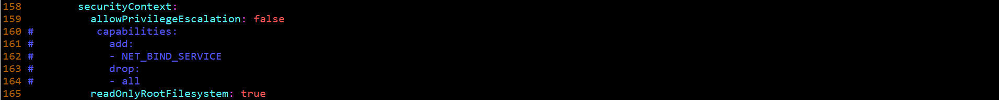 158         securityContext:
159           allowPrivilegeEscalation: false
160 #          capabilities:
161 #            add:
162 #            - NET_BIND_SERVICE
163 #            drop:
164 #            - all
165           readOnlyRootFilesystem: true